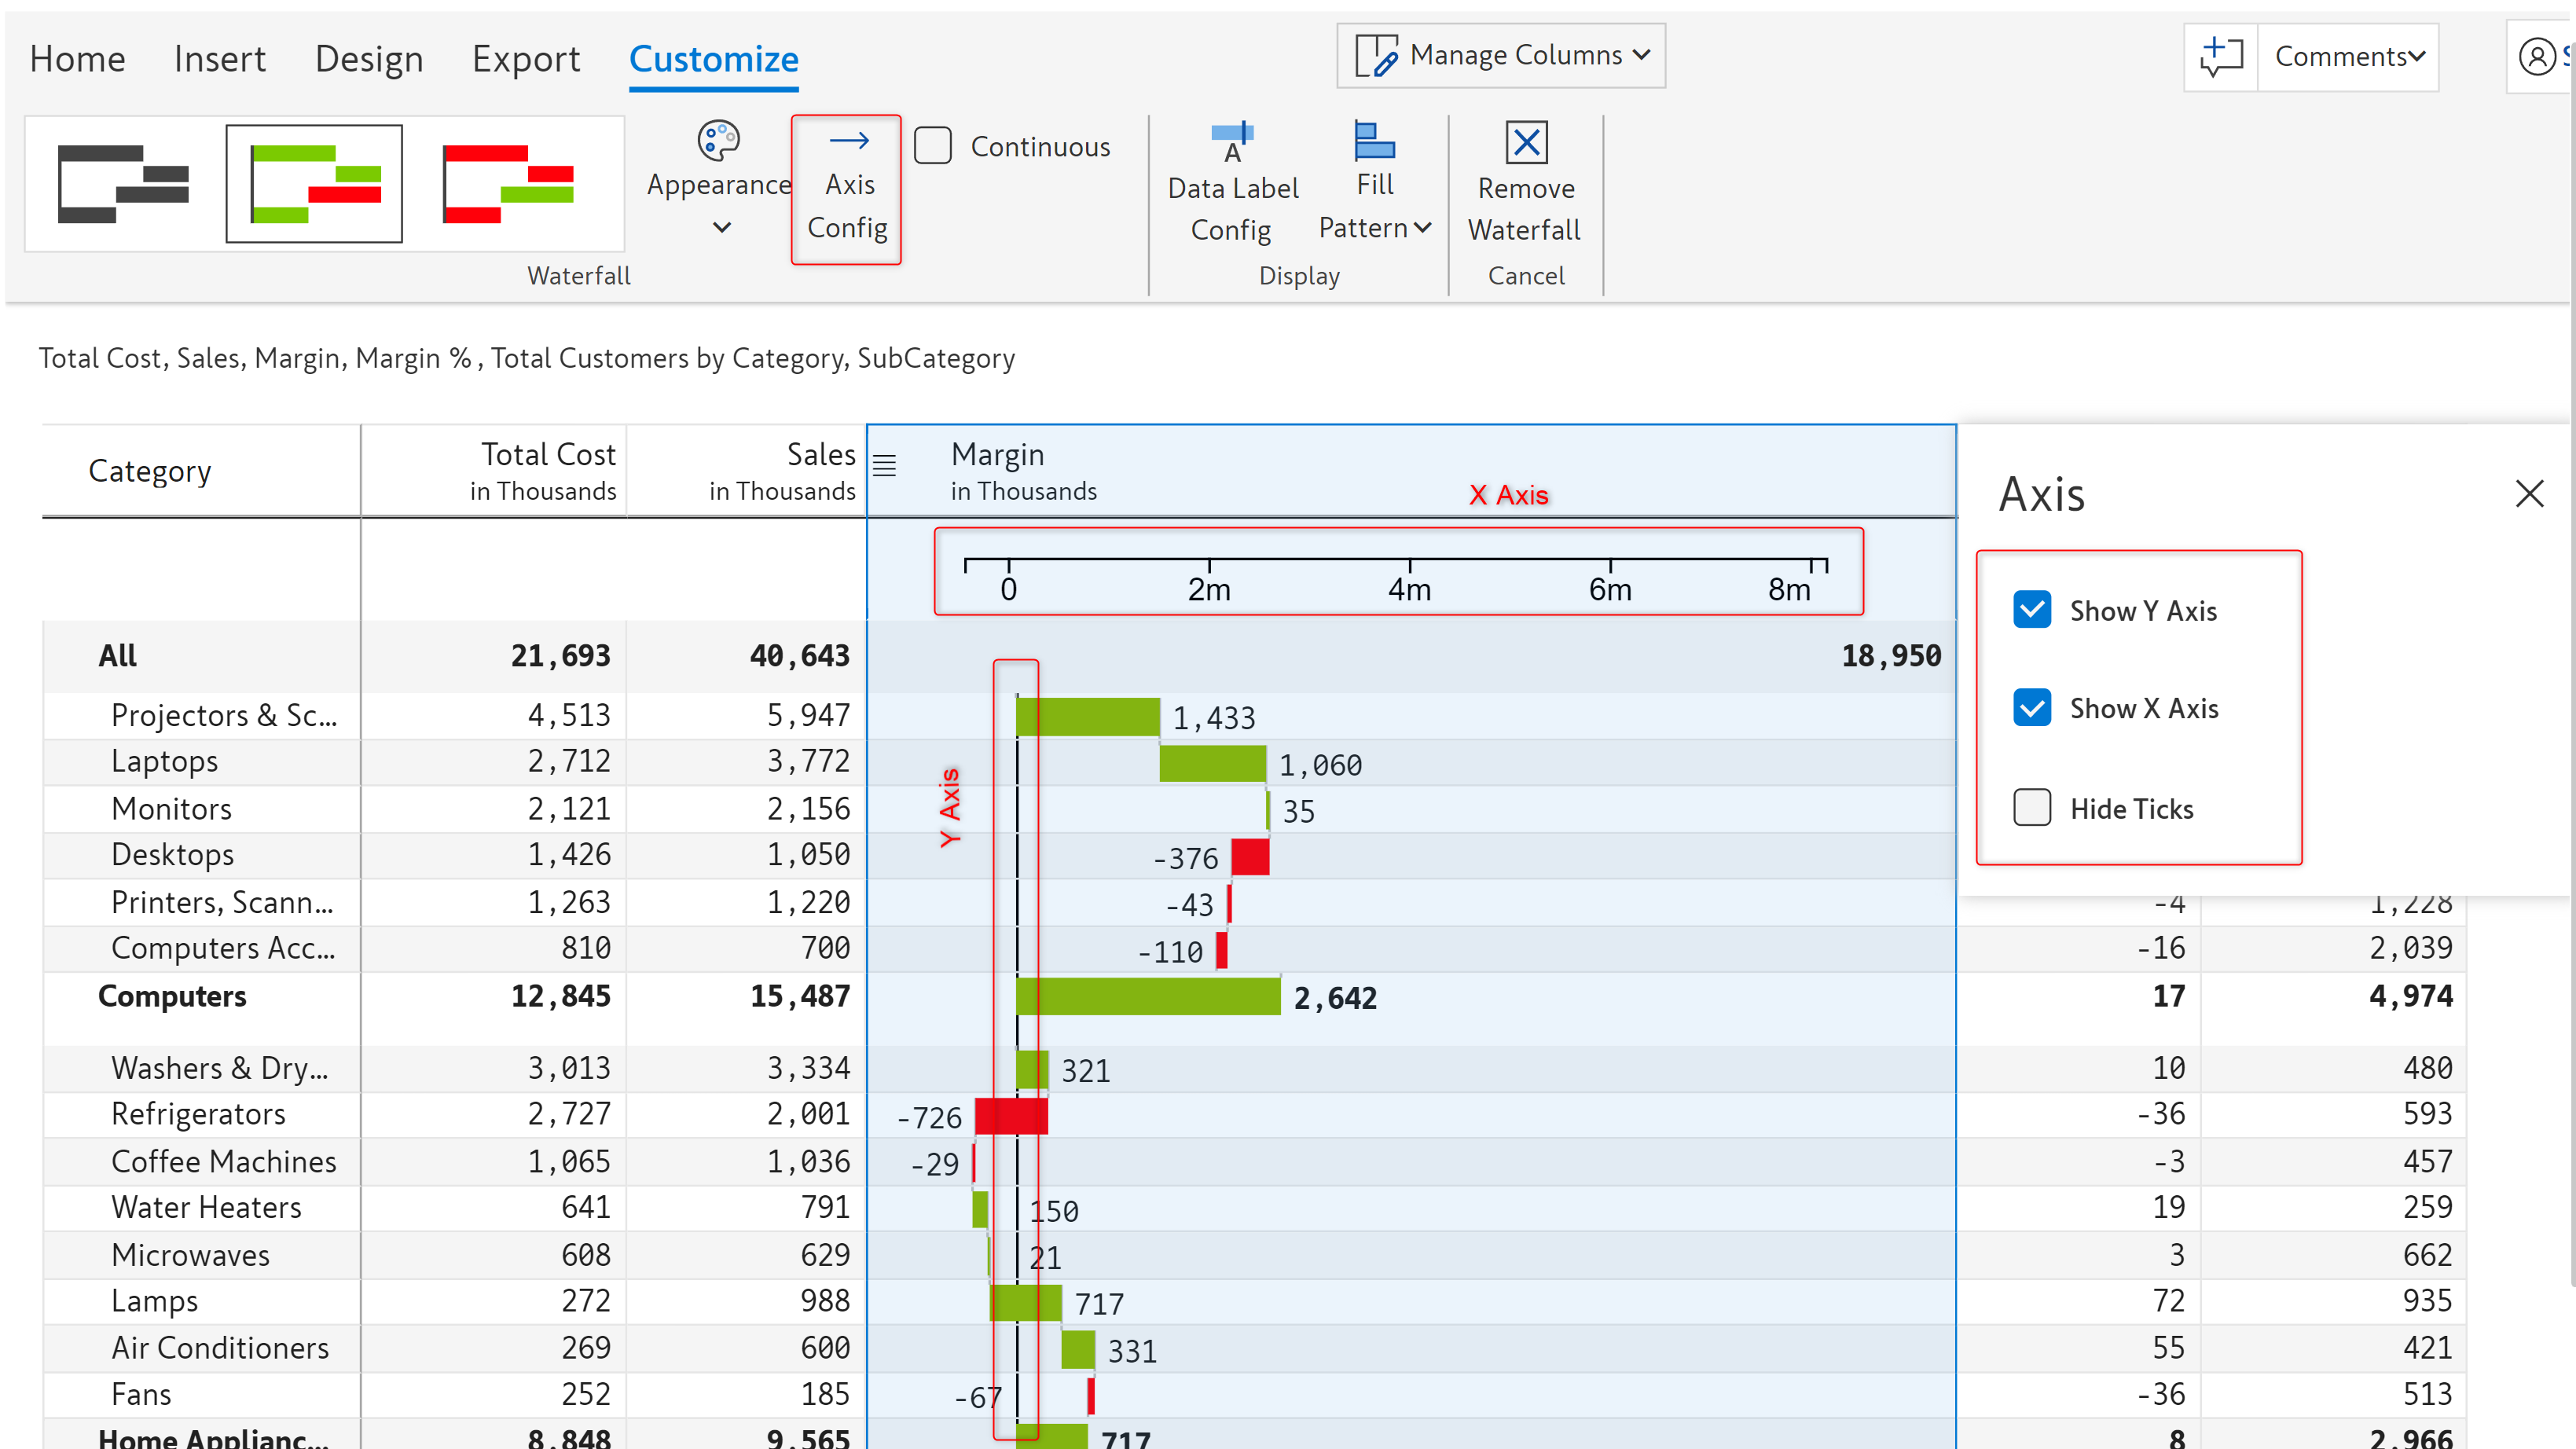 Home Insert Design Export Customize
Manage Columns
Comments
Appearance
Axis
Config
Continuous
Data Label
Config
Fill
Pattern
Remove
Waterfall
Waterfall
Display
Cancel
A
Total Cost, Sales, Margin, Margin % , Total Customers by Category, SubCategory
Category
Total Cost
in Thousands
Sales
in Thousands
Margin
in Thousands
X Axis
0 2m 4m 6m 8m
Y Axis
Axis
Show Y Axis
Show X Axis
Hide Ticks
All 21,693 40,643 18,950
Projectors & Sc... 4,513 5,947 1,433
Laptops 2,712 3,772 1,060
Monitors 2,121 2,156 35
Desktops 1,426 1,050 -376
Printers, Scann... 1,263 1,220 -43 -4 1,228
Computers Acc... 810 700 -110 -16 2,039
Computers 12,845 15,487 2,642 17 4,974
Washers & Dry... 3,013 3,334 321 10 480
Refrigerators 2,727 2,001 -726 -36 593
Coffee Machines 1,065 1,036 -29 -3 457
Water Heaters 641 791 150 19 259
Microwaves 608 629 21 3 662
Lamps 272 988 717 72 935
Air Conditioners 269 600 331 55 421
Fans 252 185 -67 -36 513
Home Applianc... 8,848 9,565 717 8 2,966